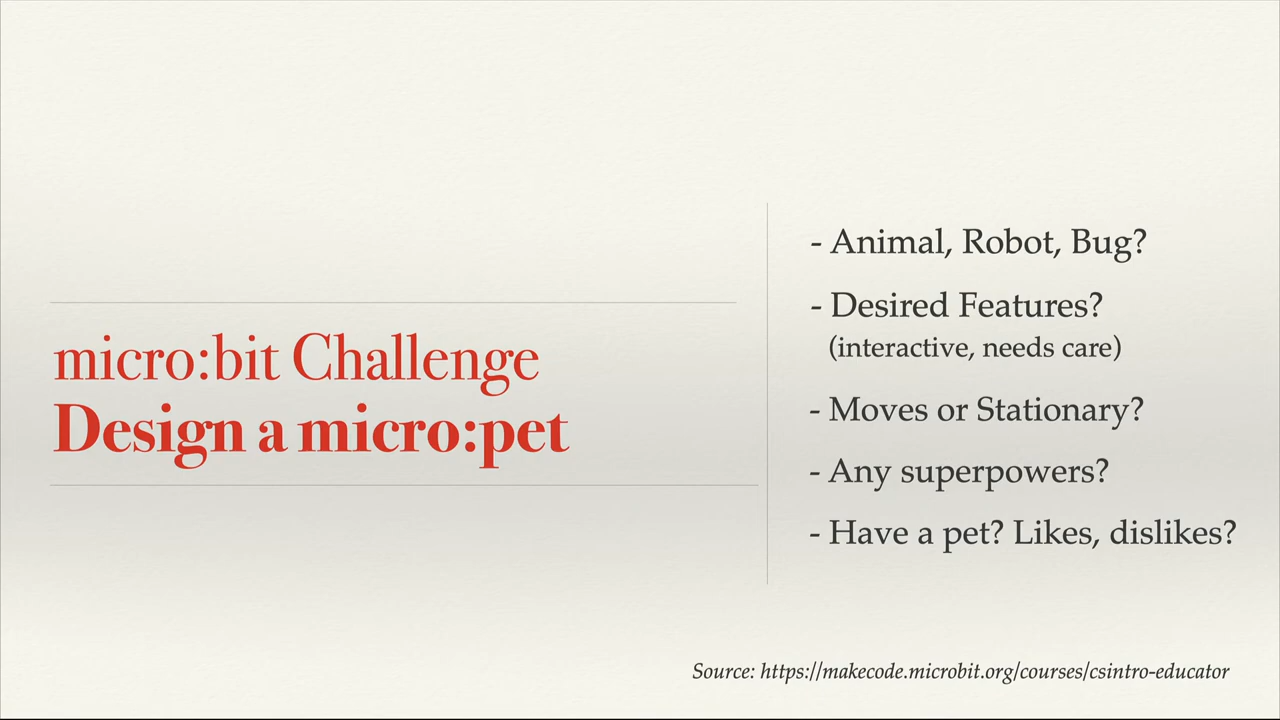 micro:bit Challenge
Design a micro:pet
- Animal, Robot, Bug?
- Desired Features?
(interactive, needs care)
- Moves or Stationary?
- Any superpowers?
- Have a pet? Likes, dislikes?
Source: https://makecode.microbit.org/courses/csintro-educator